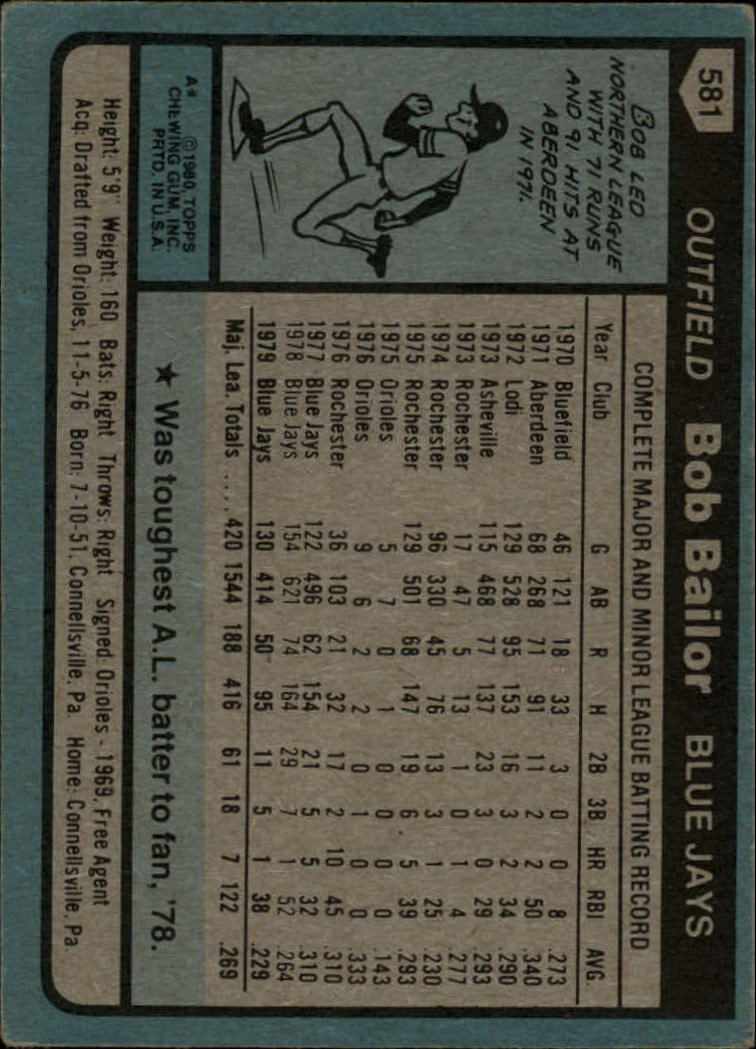 581
OUTFIELD Bob Bailor BLUE JAYS
BOB LED
NORTHERN LEAGUE
WITH 71 RUNS
AND 91 HITS AT
ABERDEEN
IN 1971.
A* ©1980, TOPPS
CHEWING GUM, INC.
PRTD. IN U.S.A.
COMPLETE MAJOR AND MINOR LEAGUE BATTING RECORD
Year Club G AB R H 2B 3B HR RBI AVG.
1970 Bluefield 46 121 18 33 3 0 0 8 .273
1971 Aberdeen 68 268 71 91 11 2 2 50 .340
1972 Lodi 129 528 95 153 16 3 2 34 .290
1973 Asheville 115 468 77 137 23 3 0 29 .293
1973 Rochester 17 47 5 13 1 0 1 4 .277
1974 Rochester 96 330 45 76 13 3 1 25 .230
1975 Rochester 129 501 68 147 19 6 5 39 .293
1975 Orioles 5 7 0 1 0 0 0 0 .143
1976 Orioles 9 6 2 2 0 1 0 0 .333
1976 Rochester 36 103 21 32 17 2 10 45 .310
1977 Blue Jays 122 496 62 154 21 5 5 32 .310
1978 Blue Jays 154 621 74 164 29 7 1 52 .264
1979 Blue Jays 130 414 50 95 11 5 1 38 .229
Maj. Lea. Totals .... 420 1544 188 416 61 18 7 122 .269
★ Was toughest A.L. batter to fan, '78.
Height: 5'9" Weight: 160 Bats: Right Throws: Right Signed: Orioles - 1969, Free Agent
Acq: Drafted from Orioles, 11-5-76 Born: 7-10-51, Connellsville, Pa. Home: Connellsville, Pa.